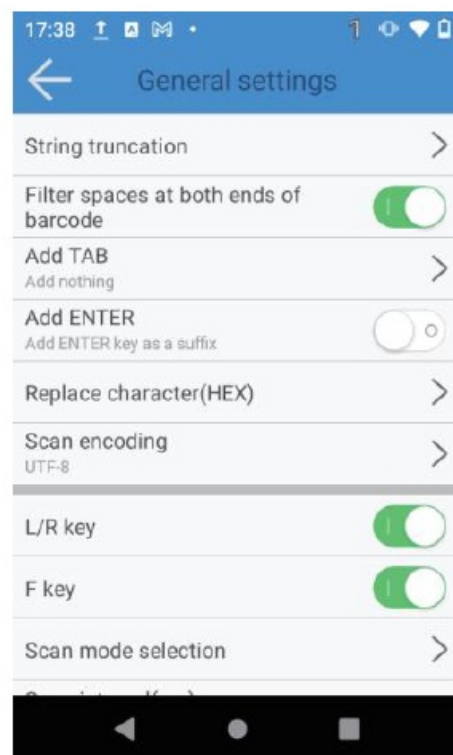 17:38
General settings
String truncation
Filter spaces at both ends of
barcode
Add TAB
Add nothing
Add ENTER
Add ENTER key as a suffix
Replace character(HEX)
Scan encoding
UTF-8
L/R key
F key
Scan mode selection